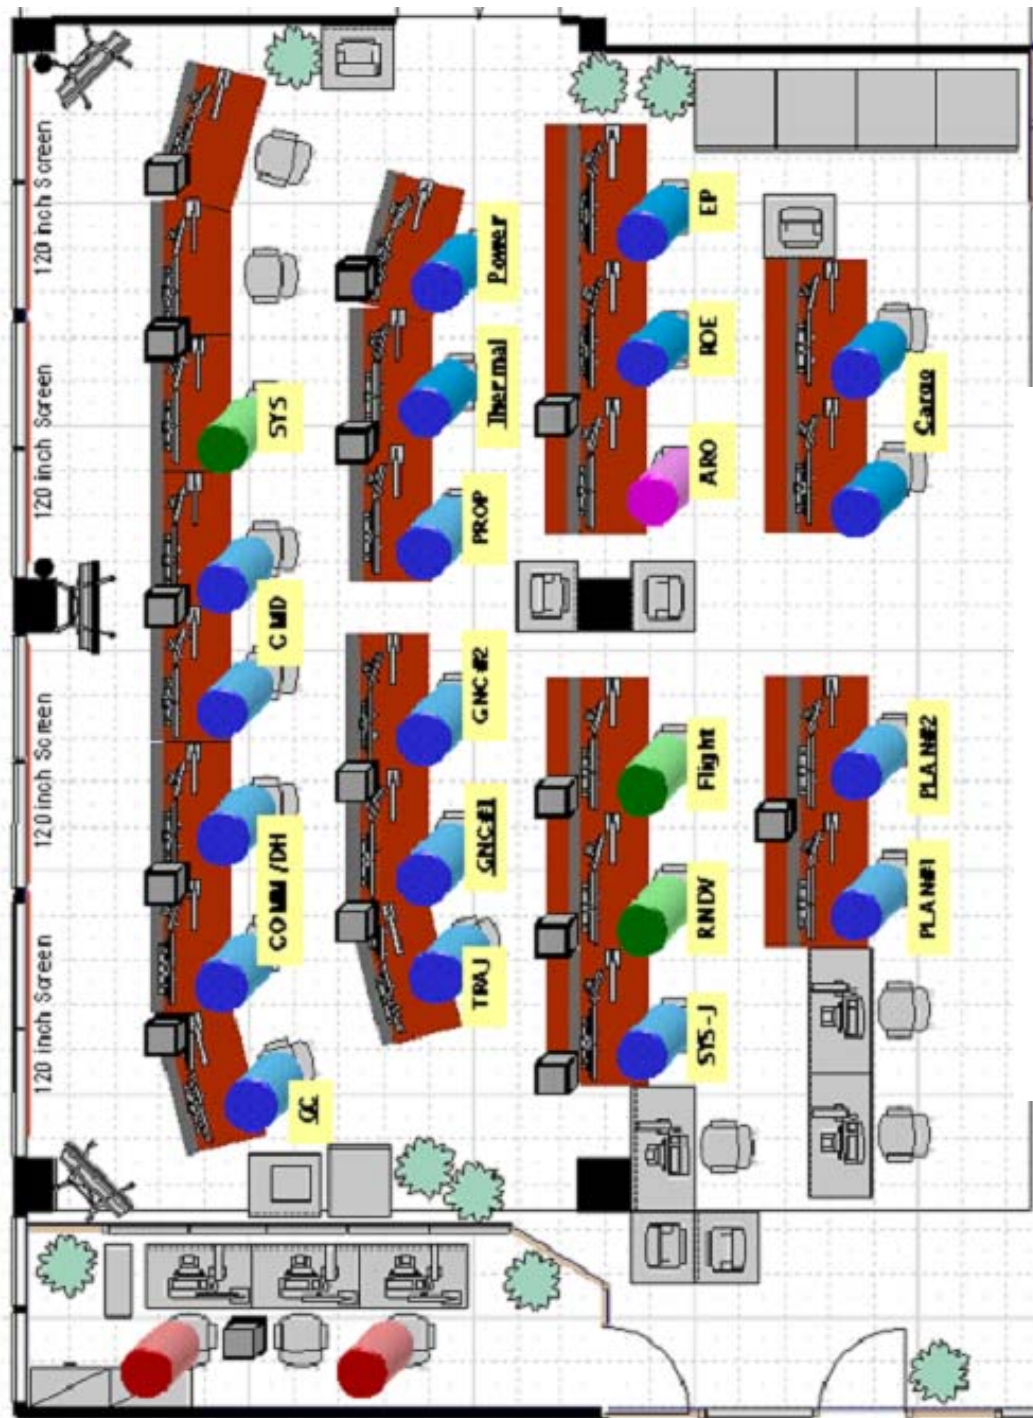 120 inch Screen
120 inch Screen
120 inch Screen
120 inch Screen
SYS
CMD
COMM/DH
GC
Power
Thermal
PROP
GNC#2
GNC#1
TRAJ
EP
ROE
ARO
Flight
RNDV
SYS-J
Cargo
PLAN#2
PLAN#1